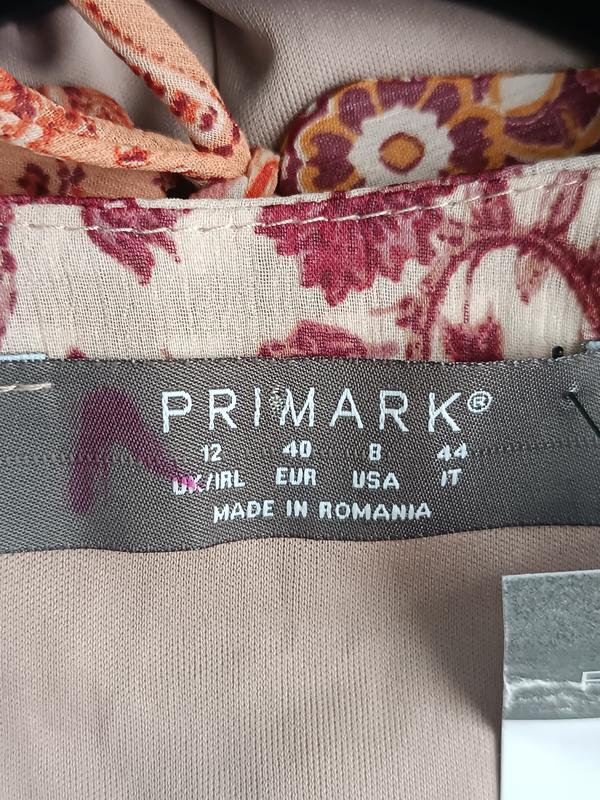 PRIMARK®
12 40 8 44
UK/IRL EUR USA IT
MADE IN ROMANIA